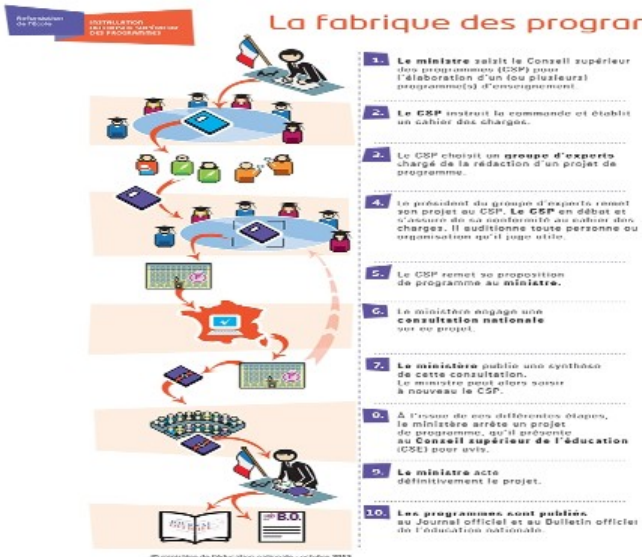 Refondation
de l'École
INSTALLATION
DU CONSEIL SUPÉRIEUR
DES PROGRAMMES
La fabrique des program
1. Le ministre saisit le Conseil supérieur
des programmes (CSP) pour
l'élaboration d'un (ou plusieurs)
programme(s) d'enseignement.
2. Le CSP instruit la commande et établit
un cahier des charges.
3. Le CSP choisit un groupe d'experts
chargé de la rédaction d'un projet de
programme.
4. Le président du groupe d'experts remet
son projet au CSP. Le CSP en débat et
s'assure de sa conformité au cahier des
charges. Il auditionne toute personne ou
organisation qu'il juge utile.
5. Le CSP remet sa proposition
de programme au ministre.
6. Le ministère engage une
consultation nationale
sur ce projet.
7. Le ministère publie une synthèse
de cette consultation.
Le ministre peut alors saisir
à nouveau le CSP.
8. À l'issue de ces différentes étapes,
le ministère arrête un projet
de programme, qu'il présente
au Conseil supérieur de l'éducation
(CSE) pour avis.
9. Le ministre acte
définitivement le projet.
10. Les programmes sont publiés
au Journal officiel et au Bulletin officiel
de l'éducation nationale.
JOURNAL
B.O.
© ministère de l'éducation nationale - octobre 2013